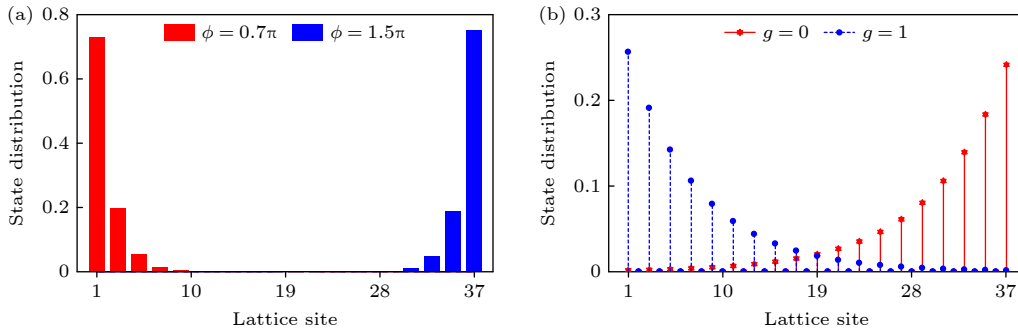 (a)
0.8
0.6
0.4
0.2
0
State distribution
ϕ = 0.7π
ϕ = 1.5π
1
10
19
28
37
Lattice site
(b)
0.3
0.2
0.1
0
State distribution
g = 0
g = 1
1
10
19
28
37
Lattice site